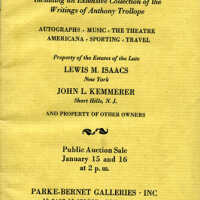 Including an Extensive Collection of the
Writings of Anthony Trollope
AUTOGRAPHS · MUSIC · THE THEATRE
AMERICANA · SPORTING · TRAVEL
Property of the Estates of the Late
LEWIS M. ISAACS
New York
JOHN L. KEMMERER
Short Hills, N. J.
AND PROPERTY OF OTHER OWNERS
Public Auction Sale
January 15 and 16
at 2 p. m.
PARKE-BERNET GALLERIES · INC